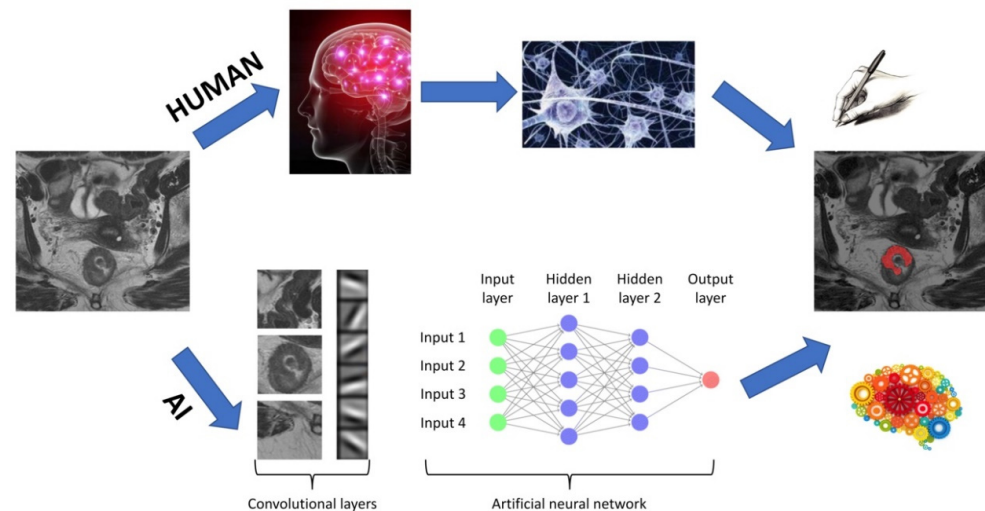 HUMAN
AI
Input
layer
Hidden
layer 1
Hidden
layer 2
Output
layer
Input 1
Input 2
Input 3
Input 4
Convolutional layers
Artificial neural network